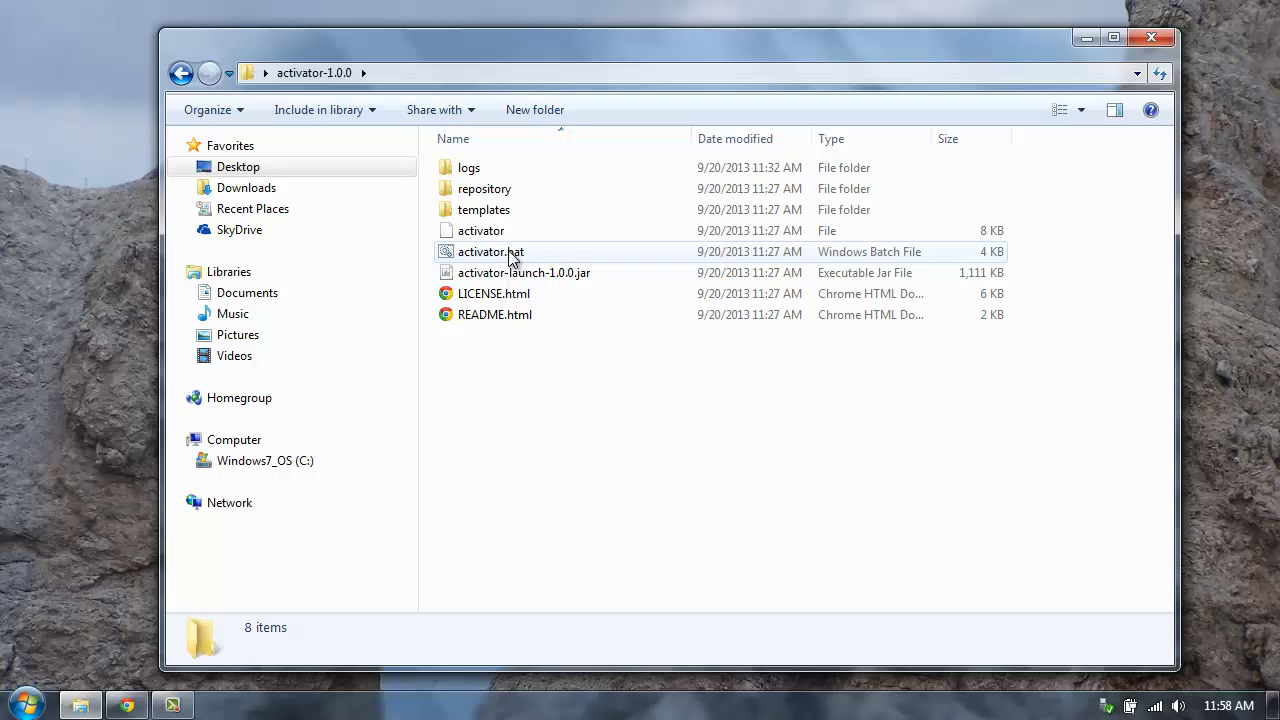 activator-1.0.0
Organize Include in library Share with New folder
Name Date modified Type Size
Favorites
Desktop
Downloads
Recent Places
SkyDrive
Libraries
Documents
Music
Pictures
Videos
Homegroup
Computer
Windows7_OS (C:)
Network
logs 9/20/2013 11:32 AM File folder
repository 9/20/2013 11:27 AM File folder
templates 9/20/2013 11:27 AM File folder
activator 9/20/2013 11:27 AM File 8 KB
activator.bat 9/20/2013 11:27 AM Windows Batch File 4 KB
activator-launch-1.0.0.jar 9/20/2013 11:27 AM Executable Jar File 1,111 KB
LICENSE.html 9/20/2013 11:27 AM Chrome HTML Do... 6 KB
README.html 9/20/2013 11:27 AM Chrome HTML Do... 2 KB
8 items
11:58 AM